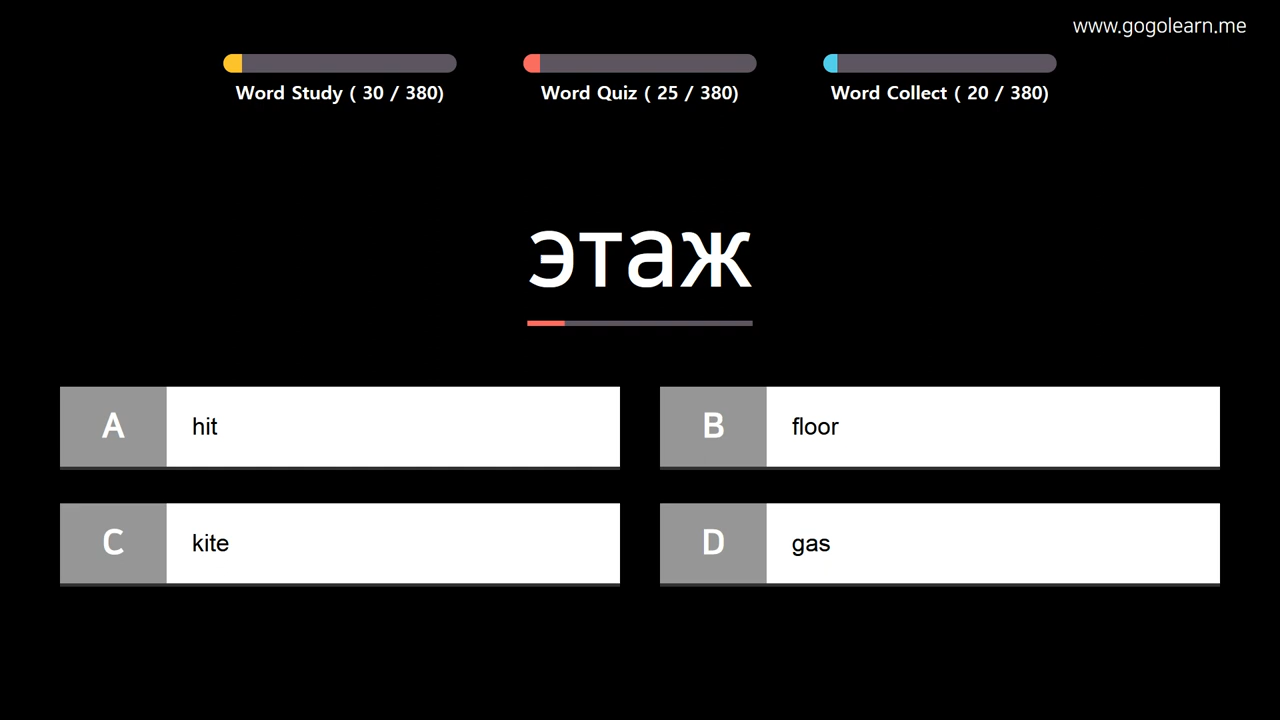 www.gogolearn.me
Word Study ( 30 / 380)
Word Quiz ( 25 / 380)
Word Collect ( 20 / 380)
этаж
A
hit
B
floor
C
kite
D
gas